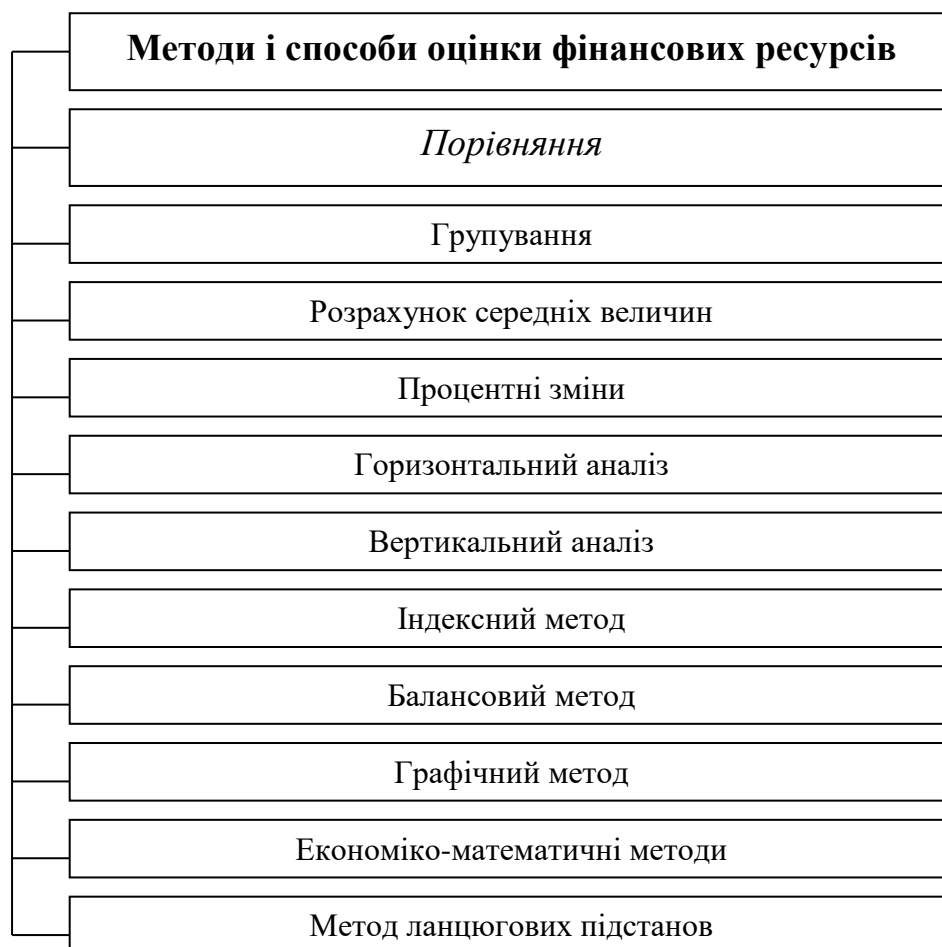 Методи і способи оцінки фінансових ресурсів
Порівняння
Групування
Розрахунок середніх величин
Процентні зміни
Горизонтальний аналіз
Вертикальний аналіз
Індексний метод
Балансовий метод
Графічний метод
Економіко-математичні методи
Метод ланцюгових підстанов